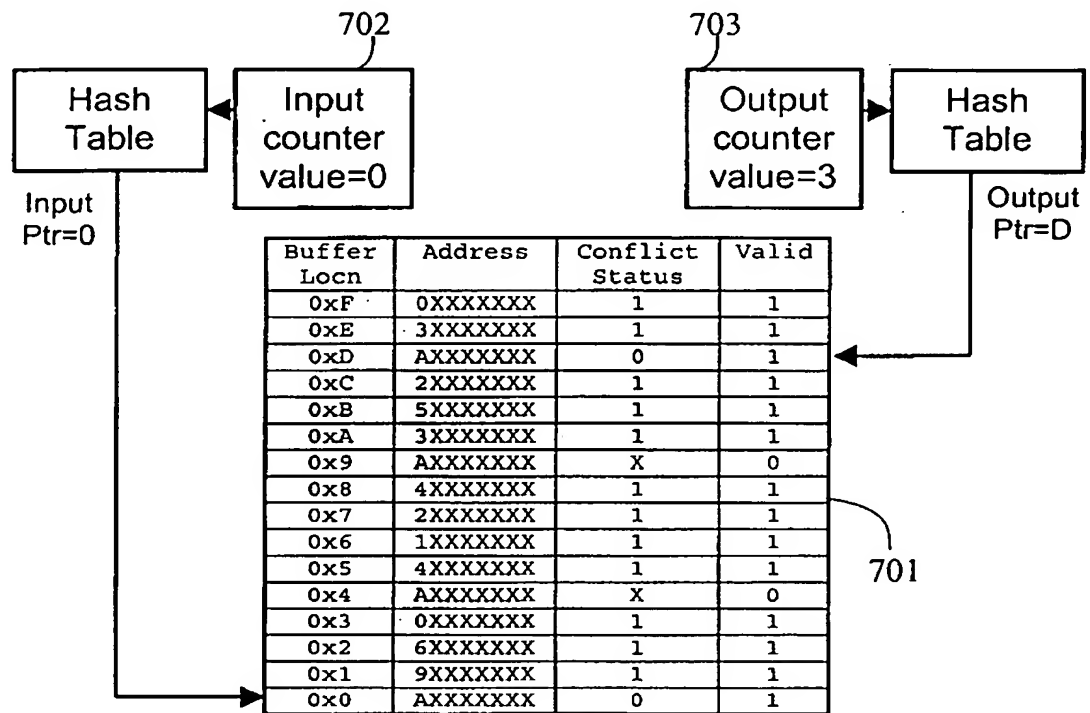 702
703
Hash
Table
Input
counter
value=0
Output
counter
value=3
Hash
Table
Input
Ptr=0
Output
Ptr=D
Buffer Locn Address Conflict Status Valid
0xF 0XXXXXXX 1 1
0xE 3XXXXXXX 1 1
0xD AXXXXXXX 0 1
0xC 2XXXXXXX 1 1
0xB 5XXXXXXX 1 1
0xA 3XXXXXXX 1 1
0x9 AXXXXXXX X 0
0x8 4XXXXXXX 1 1
0x7 2XXXXXXX 1 1
0x6 1XXXXXXX 1 1
0x5 4XXXXXXX 1 1
0x4 AXXXXXXX X 0
0x3 0XXXXXXX 1 1
0x2 6XXXXXXX 1 1
0x1 9XXXXXXX 1 1
0x0 AXXXXXXX 0 1
701